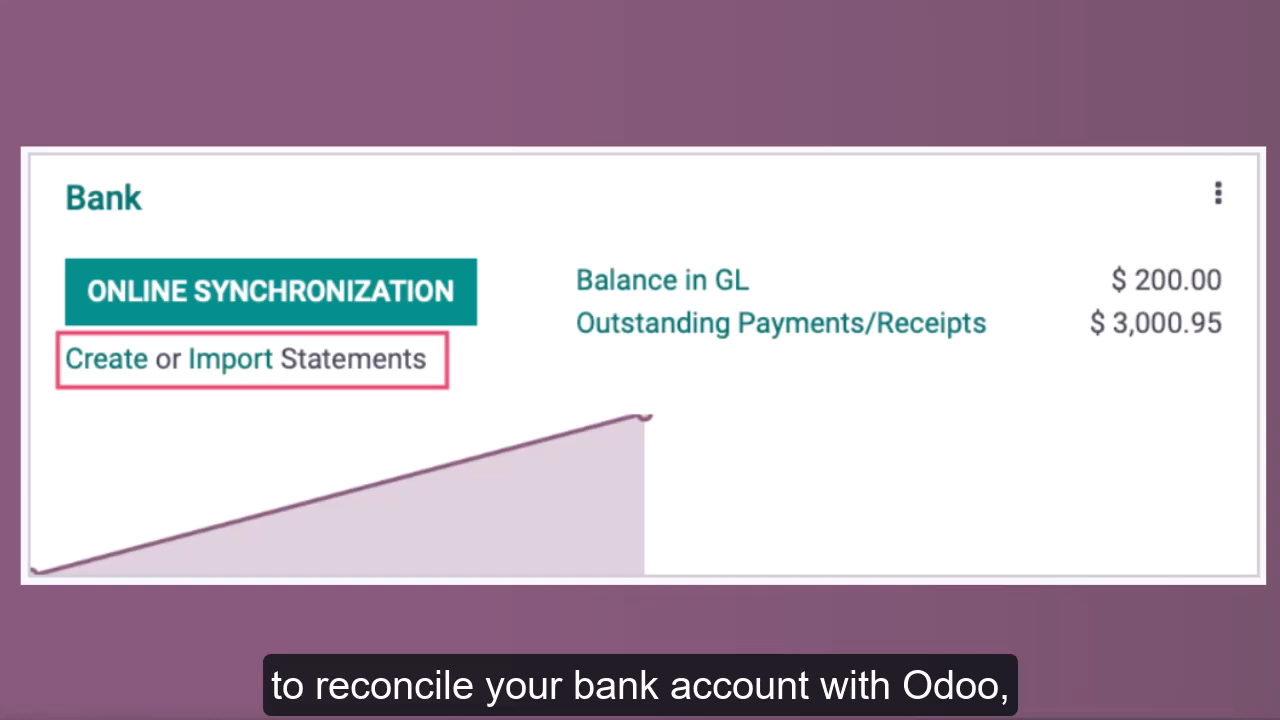 Bank
ONLINE SYNCHRONIZATION
Create or Import Statements
Balance in GL $ 200.00
Outstanding Payments/Receipts $ 3,000.95
to reconcile your bank account with Odoo,